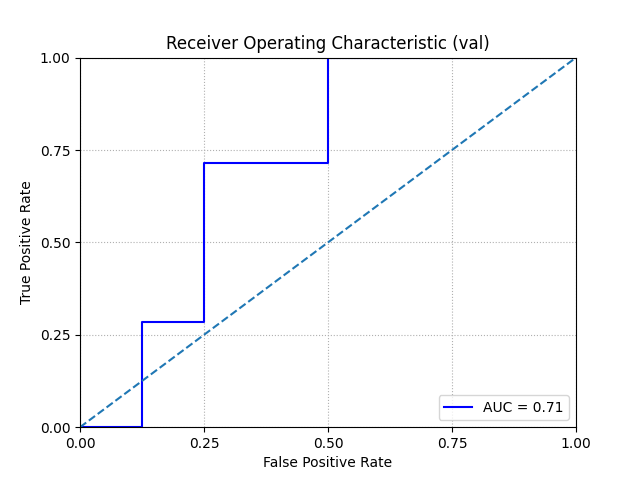 Receiver Operating Characteristic (val)
1.00
0.75
0.50
0.25
0.00
True Positive Rate
AUC = 0.71
0.00 0.25 0.50 0.75 1.00
False Positive Rate